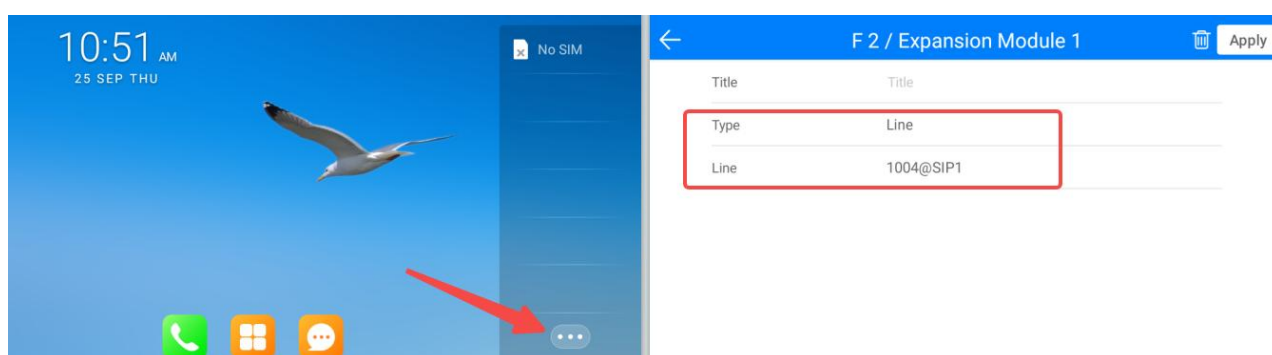 10:51 AM
25 SEP THU
No SIM
F 2 / Expansion Module 1
Apply
Title Title
Type Line
Line 1004@SIP1